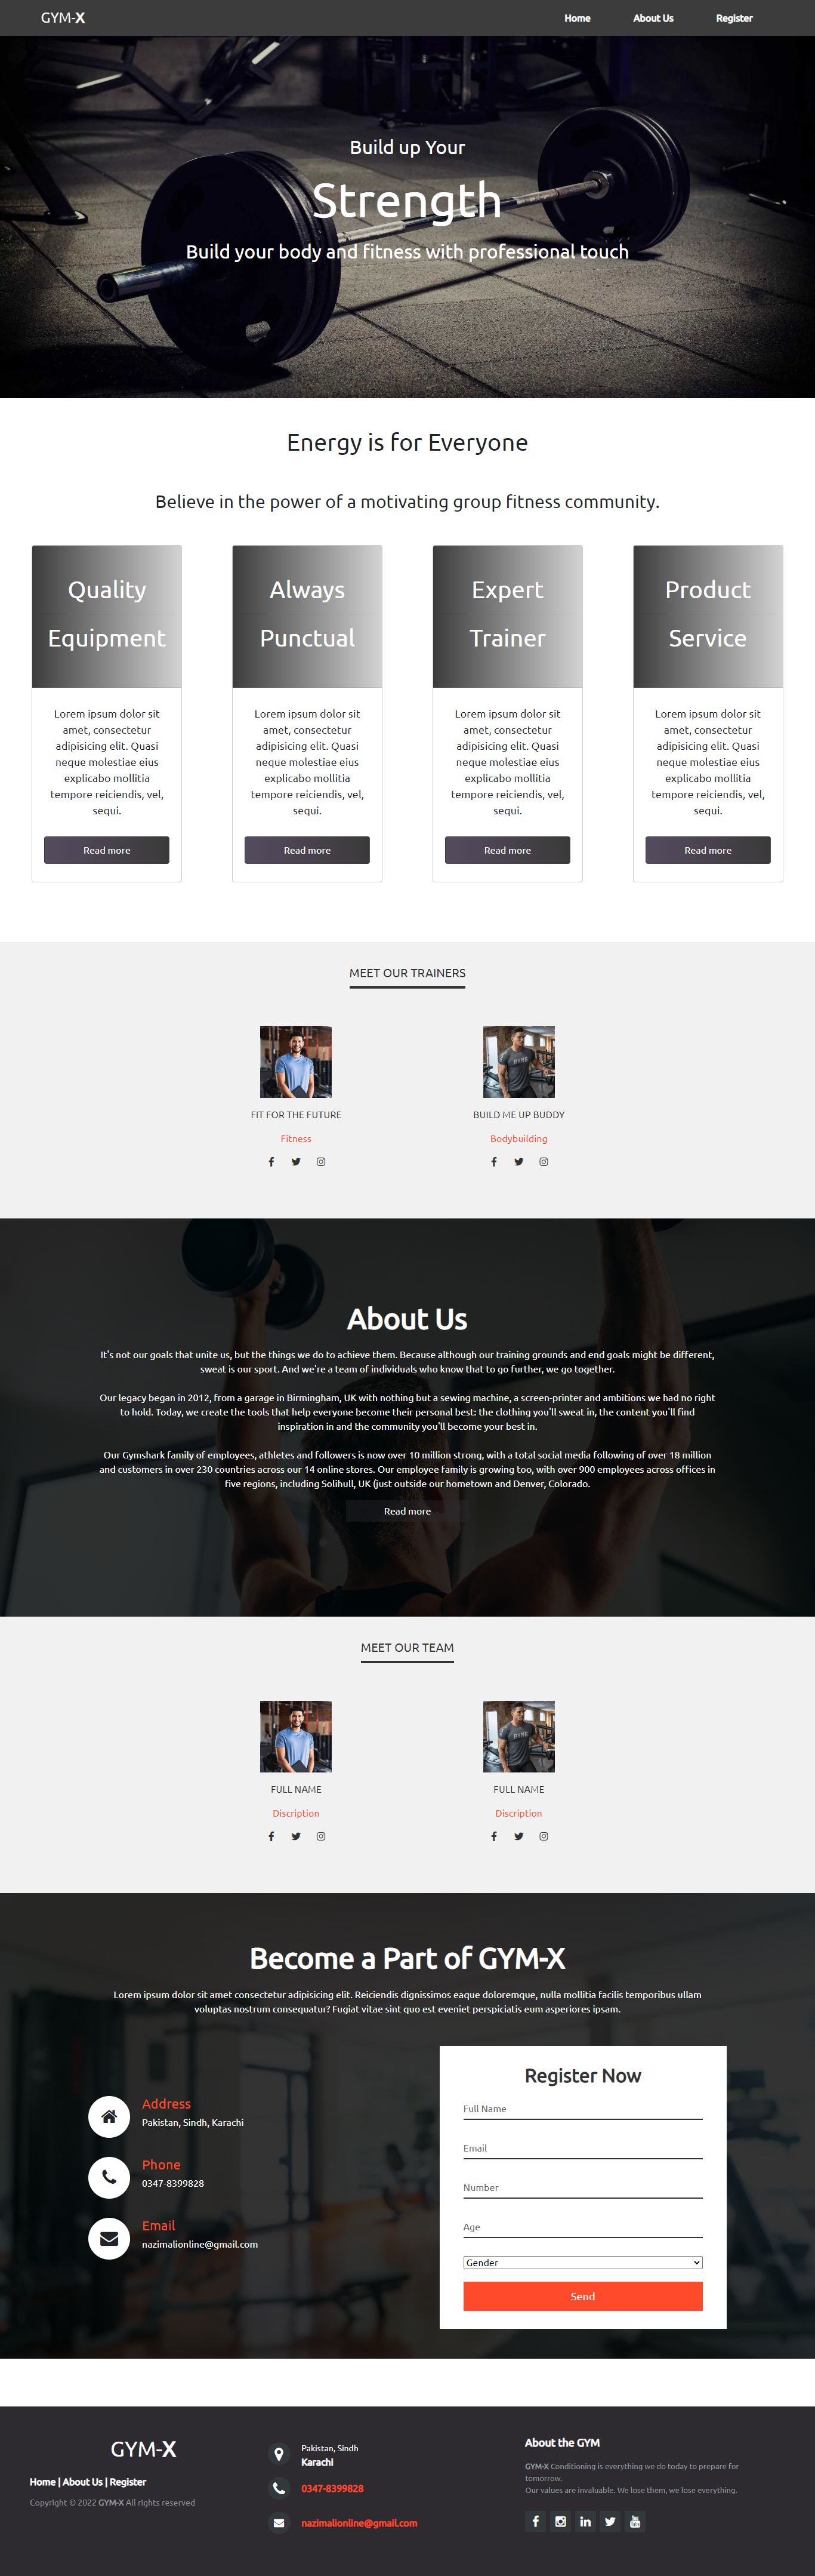 GYM-X
Home About Us Register
Build up Your
Strength
Build your body and fitness with professional touch
Energy is for Everyone
Believe in the power of a motivating group fitness community.
Quality
Equipment
Lorem ipsum dolor sit
amet, consectetur
adipisicing elit. Quasi
neque molestiae eius
explicabo mollitia
tempore reiciendis, vel,
sequi.
Read more
Always
Punctual
Lorem ipsum dolor sit
amet, consectetur
adipisicing elit. Quasi
neque molestiae eius
explicabo mollitia
tempore reiciendis, vel,
sequi.
Read more
Expert
Trainer
Lorem ipsum dolor sit
amet, consectetur
adipisicing elit. Quasi
neque molestiae eius
explicabo mollitia
tempore reiciendis, vel,
sequi.
Read more
Product
Service
Lorem ipsum dolor sit
amet, consectetur
adipisicing elit. Quasi
neque molestiae eius
explicabo mollitia
tempore reiciendis, vel,
sequi.
Read more
MEET OUR TRAINERS
FIT FOR THE FUTURE
Fitness
BUILD ME UP BUDDY
Bodybuilding
About Us
It's not our goals that unite us, but the things we do to achieve them. Because although our training grounds and end goals might be different,
sweat is our sport. And we're a team of individuals who know that to go further, we go together.
Our legacy began in 2012, from a garage in Birmingham, UK with nothing but a sewing machine, a screen-printer and ambitions we had no right
to hold. Today, we create the tools that help everyone become their personal best: the clothing you'll sweat in, the content you'll find
inspiration in and the community you'll become your best in.
Our Gymshark family of employees, athletes and followers is now over 10 million strong, with a total social media following of over 18 million
and customers in over 230 countries across our 14 online stores. Our employee family is growing too, with over 900 employees across offices in
five regions, including Solihull, UK (just outside our hometown and Denver, Colorado.
Read more
MEET OUR TEAM
FULL NAME
Discription
FULL NAME
Discription
Become a Part of GYM-X
Lorem ipsum dolor sit amet consectetur adipisicing elit. Reiciendis dignissimos eaque doloremque, nulla mollitia facilis temporibus ullam
voluptas nostrum consequatur? Fugiat vitae sint quo est eveniet perspiciatis eum asperiores ipsam.
Address
Pakistan, Sindh, Karachi
Phone
0347-8399828
Email
nazimalionline@gmail.com
Register Now
Full Name
Email
Number
Age
Gender
Send
GYM-X
Home | About Us | Register
Copyright © 2022 GYM-X All rights reserved
Pakistan, Sindh
Karachi
0347-8399828
nazimalionline@gmail.com
About the GYM
GYM-X Conditioning is everything we do today to prepare for
tomorrow.
Our values are invaluable. We lose them, we lose everything.